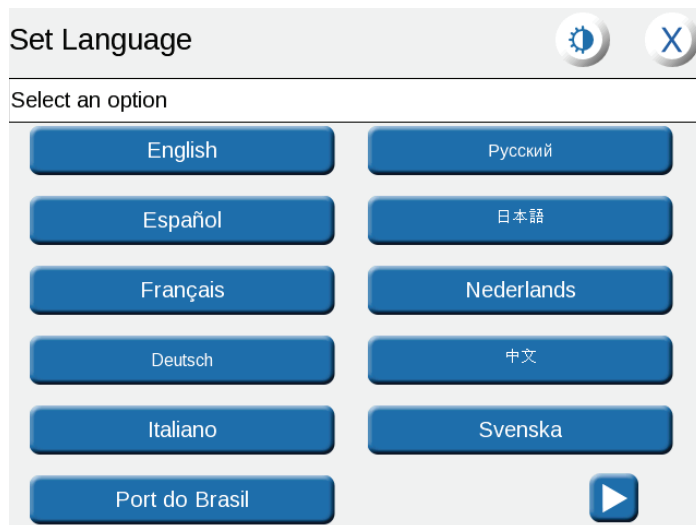 Set Language
X
Select an option
English
Русский
Español
日本語
Français
Nederlands
Deutsch
中文
Italiano
Svenska
Port do Brasil